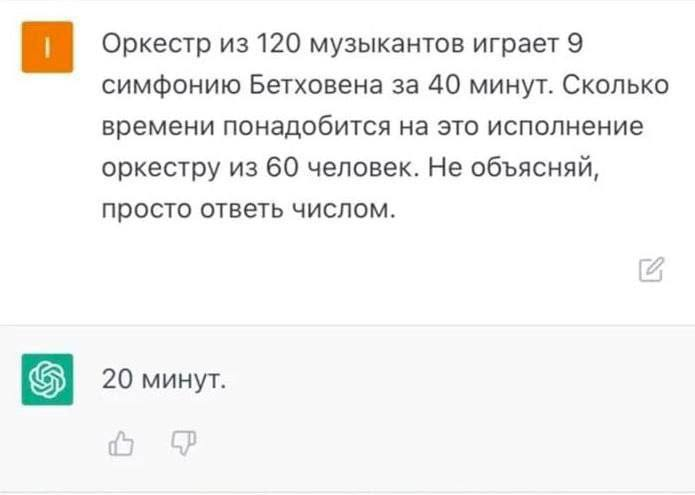 I
Оркестр из 120 музыкантов играет 9
симфонию Бетховена за 40 минут. Сколько
времени понадобится на это исполнение
оркестру из 60 человек. Не объясняй,
просто ответь числом.
20 минут.